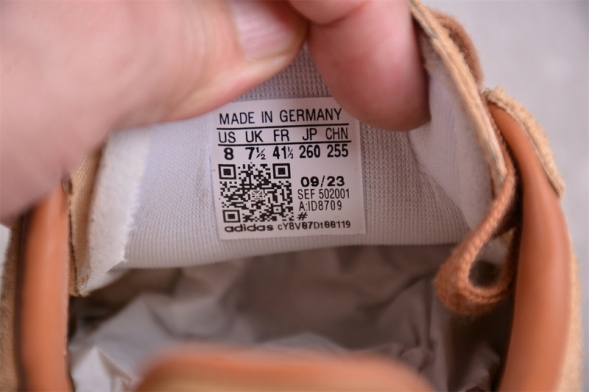 MADE IN GERMANY
US UK FR JP CHN
8 7½ 41⅓ 260 255
09/23
SEF 502001
A:ID8709
#
adidas